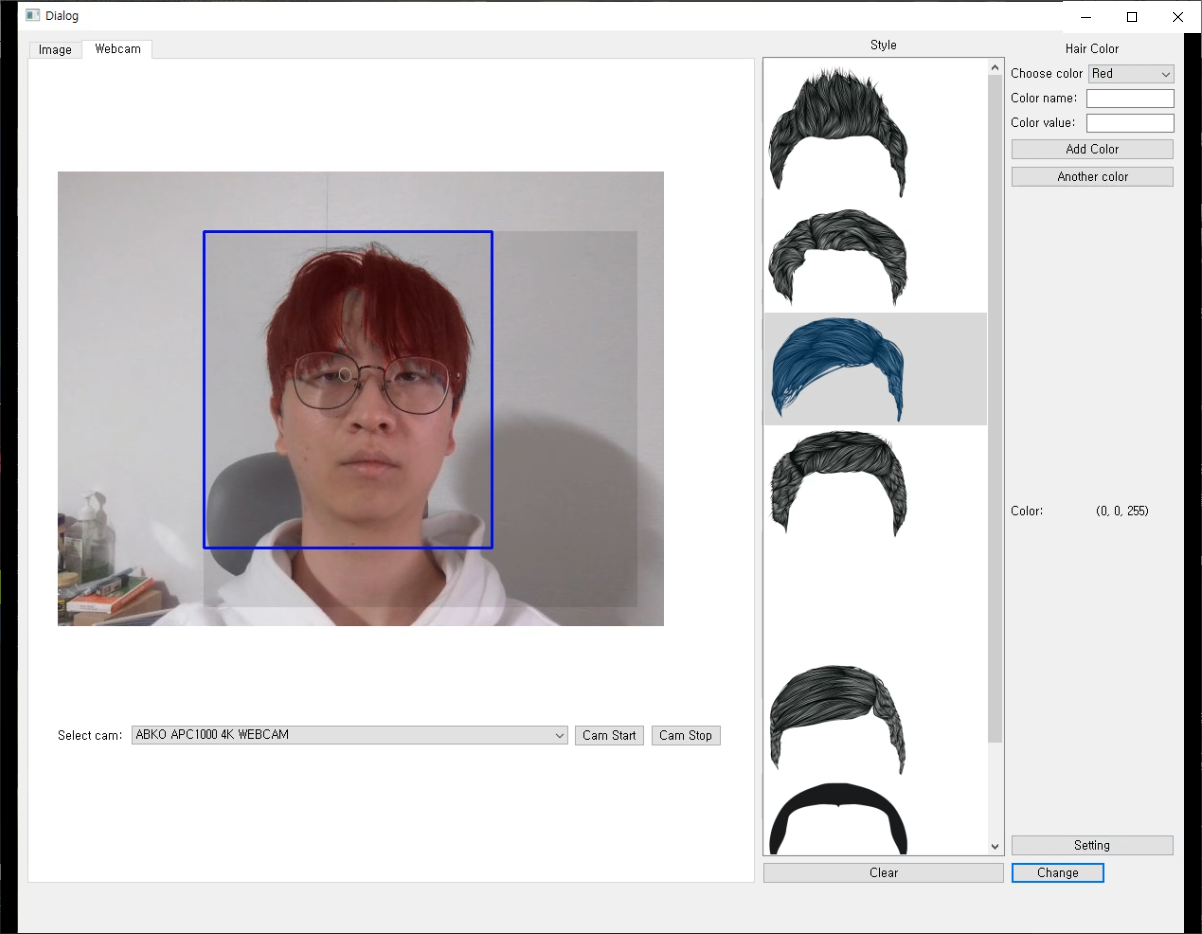 Dialog
Image
Webcam
Style
Hair Color
Choose color
Red
Color name:
Color value:
Add Color
Another color
Color:
(0, 0, 255)
Select cam:
ABKO APC1000 4K WEBCAM
Cam Start
Cam Stop
Setting
Clear
Change